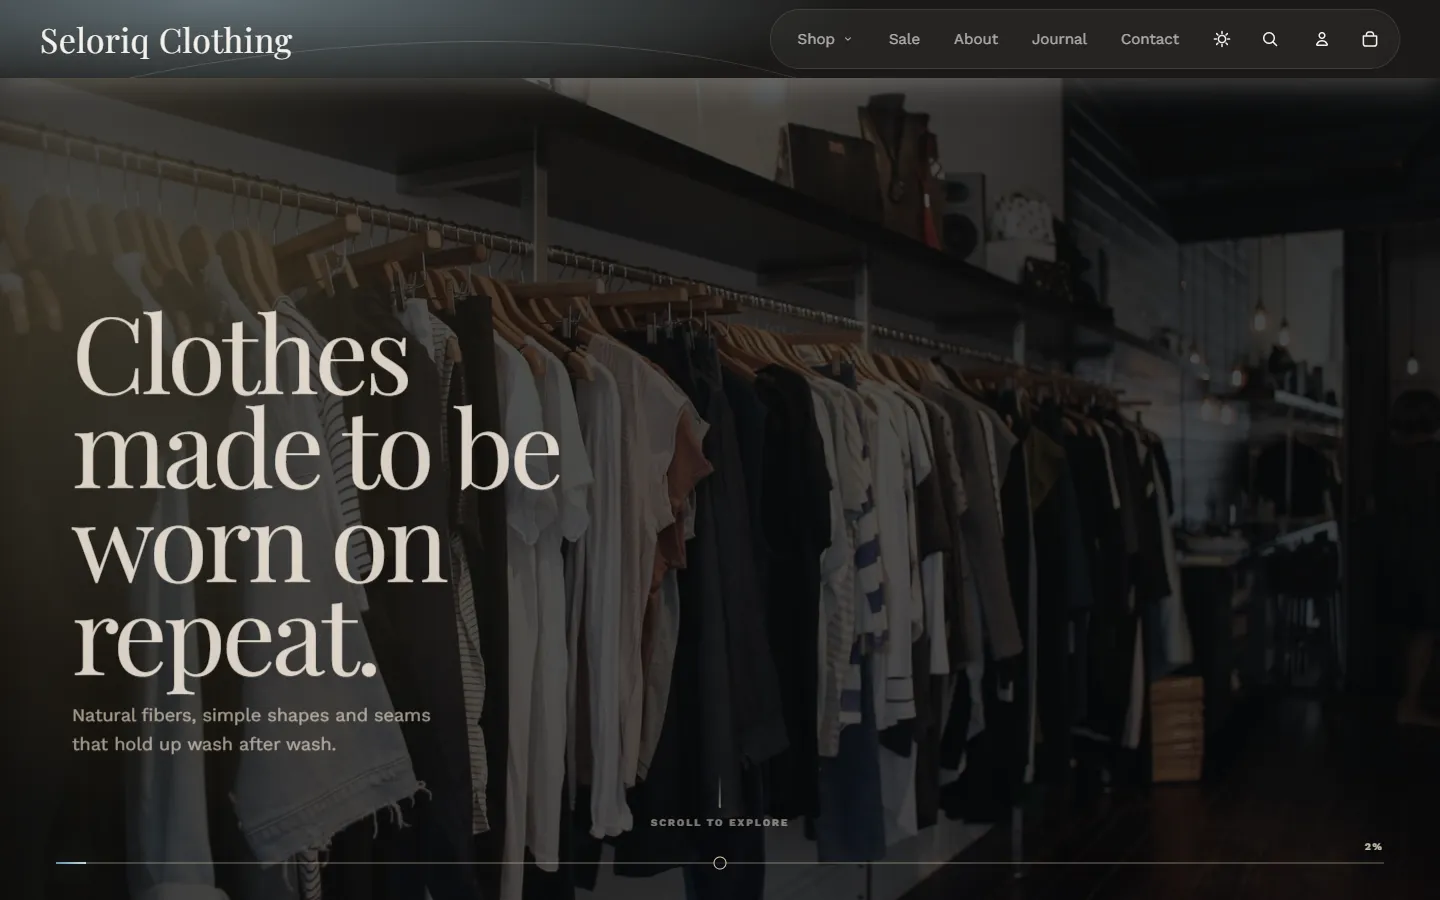 Seloriq Clothing
Shop
Sale
About
Journal
Contact
Clothes
made to be
worn on
repeat.
Natural fibers, simple shapes and seams
that hold up wash after wash.
SCROLL TO EXPLORE
2%